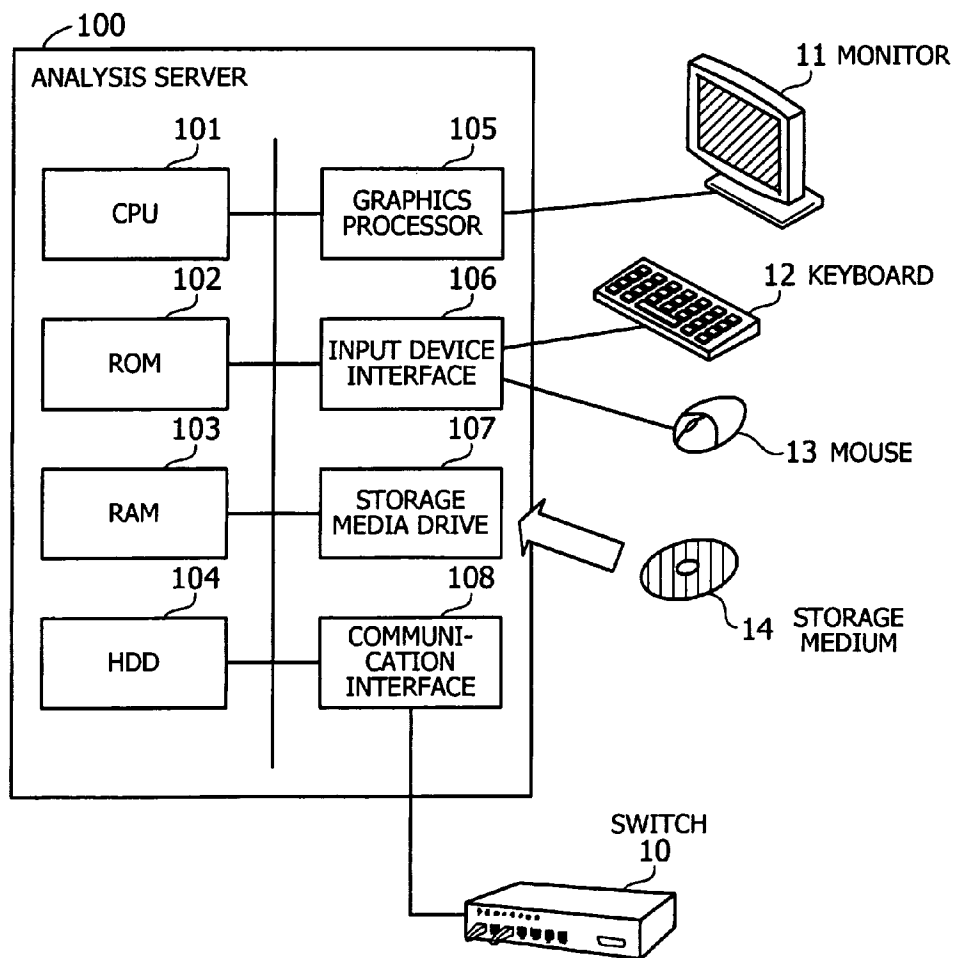 100
ANALYSIS SERVER
101
CPU
105
GRAPHICS
PROCESSOR
11 MONITOR
102
ROM
106
INPUT DEVICE
INTERFACE
12 KEYBOARD
13 MOUSE
103
RAM
107
STORAGE
MEDIA DRIVE
14 STORAGE
MEDIUM
104
HDD
108
COMMUNI-
CATION
INTERFACE
SWITCH
10